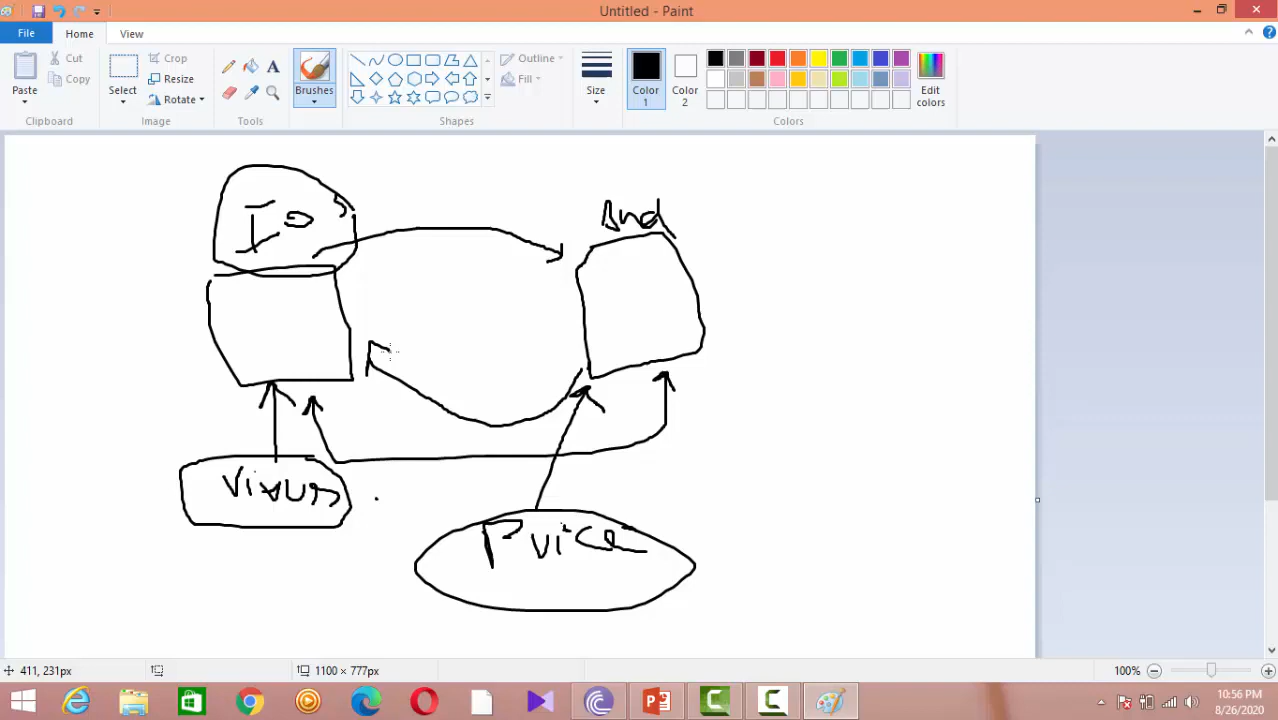 Untitled - Paint
File Home View
Paste
Cut
Copy
Clipboard
Select
Crop
Resize
Rotate
Image
A
Tools
Brushes
Outline
Fill
Shapes
Size
Color 1
Color 2
Edit colors
Colors
IO
And
Virus
Price
411, 231px
1100 × 777px
100%
10:56 PM
8/26/2020